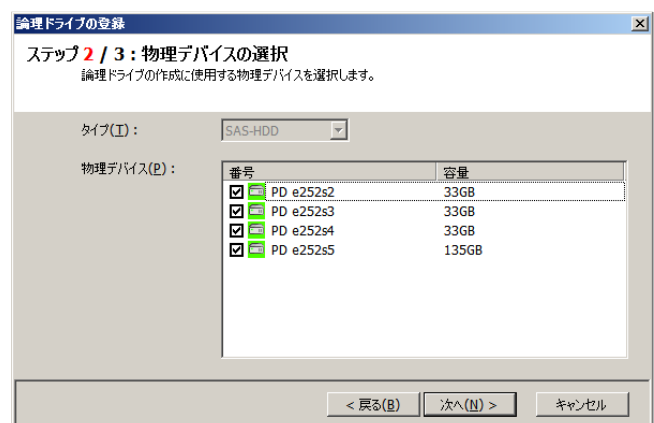 論理ドライブの登録
ステップ 2 / 3 : 物理デバイスの選択
論理ドライブの作成に使用する物理デバイスを選択します。
タイプ(T) : SAS-HDD
物理デバイス(P) :
番号 容量
PD e252s2 33GB
PD e252s3 33GB
PD e252s4 33GB
PD e252s5 135GB
< 戻る(B) 次へ(N) > キャンセル